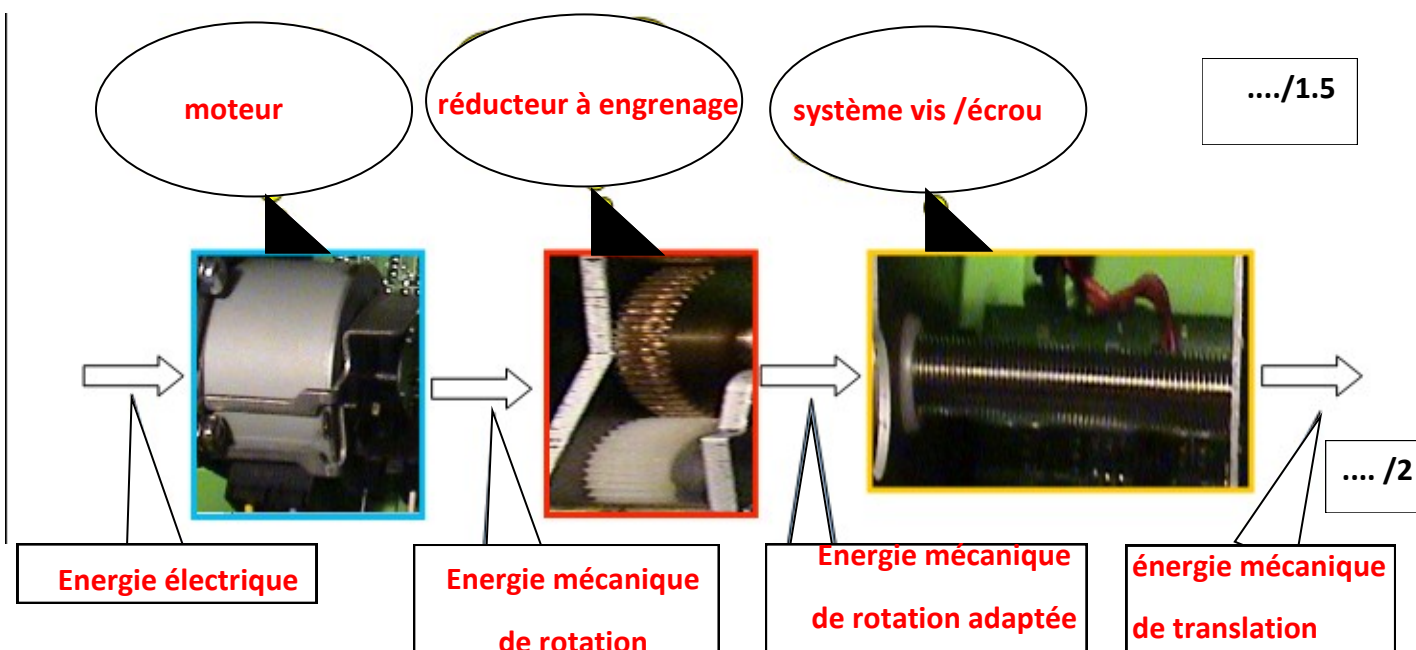 moteur
réducteur à engrenage
système vis /écrou
..../1.5
.... /2
Energie électrique
Energie mécanique
de rotation
Energie mécanique
de rotation adaptée
énergie mécanique
de translation